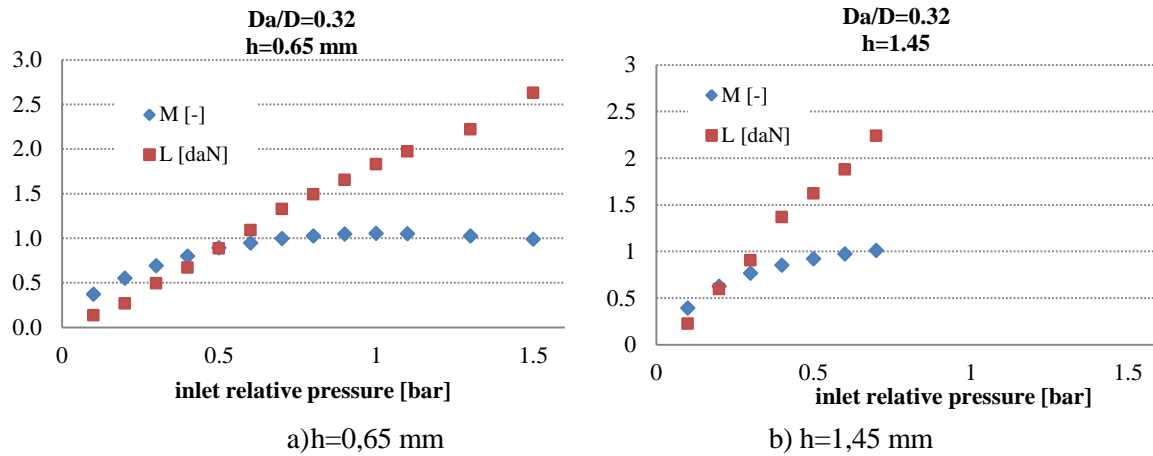 Da/D=0.32
h=0.65 mm
3.0
2.5
2.0
1.5
1.0
0.5
0.0
M [-]
L [daN]
0
0.5
1
1.5
inlet relative pressure [bar]
a)h=0,65 mm
Da/D=0.32
h=1.45
3
2.5
2
1.5
1
0.5
0
M [-]
L [daN]
0
0.5
1
1.5
inlet relative pressure [bar]
b) h=1,45 mm